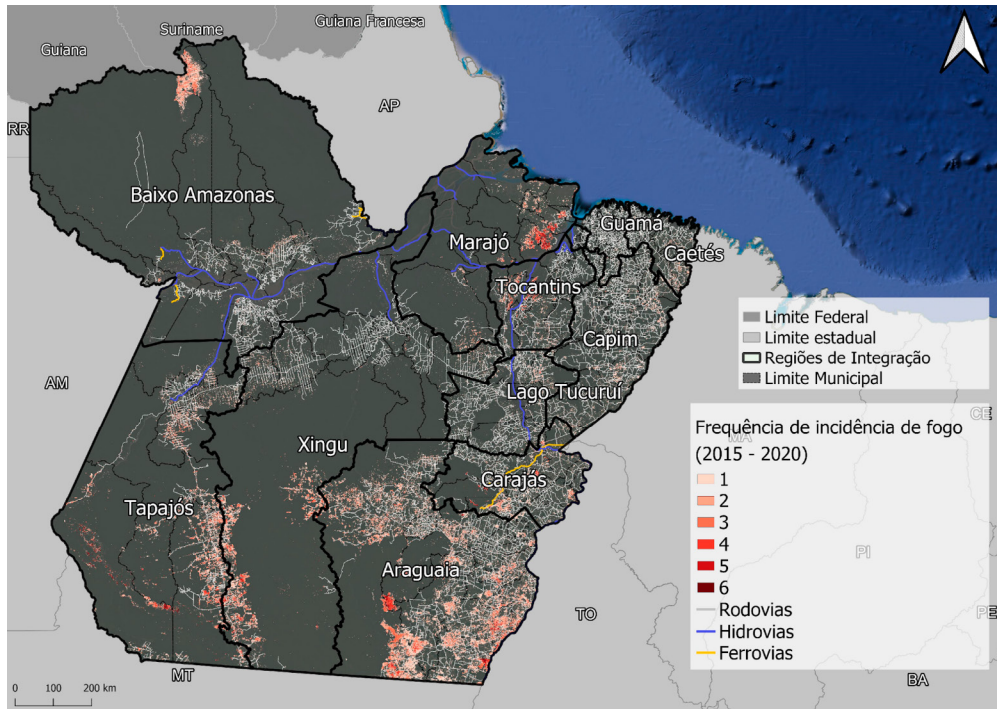 Suriname
Guiana Francesa
Guiana
AP
RR
Baixo Amazonas
Marajó
Guama
Caetés
Tocantins
Capim
Limite Federal
Limite estadual
Regiões de Integração
Limite Municipal
AM
Lago Tucuruí
CE
Xingu
Frequência de incidência de fogo
MA
(2015 - 2020)
Carajás
1
2
Tapajós
3
4
PI
5
Araguaia
6
TO
PE
Rodovias
Hidrovias
Ferrovias
MT
BA
0 100 200 km